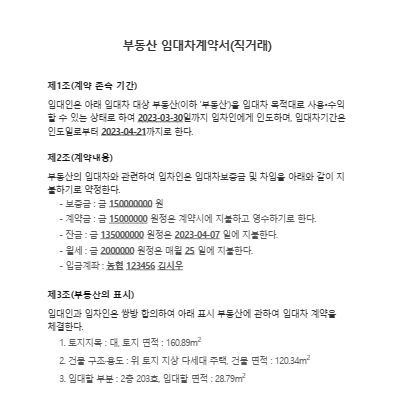 부동산 임대차계약서(직거래)
제1조(계약 존속 기간)
임대인은 아래 임대차 대상 부동산(이하 '부동산')을 임대차 목적대로 사용•수익
할 수 있는 상태로 하여 2023-03-30일까지 임차인에게 인도하며, 임대차기간은
인도일로부터 2023-04-21까지로 한다.
제2조(계약내용)
부동산의 임대차와 관련하여 임차인은 임대차보증금 및 차임을 아래와 같이 지
불하기로 약정한다.
- 보증금 : 금 150000000 원
- 계약금 : 금 15000000 원정은 계약시에 지불하고 영수하기로 한다.
- 잔금 : 금 135000000 원정은 2023-04-07 일에 지불한다.
- 월세 : 금 2000000 원정은 매월 25 일에 지불한다.
- 입금계좌 : 농협 123456 김시우
제3조(부동산의 표시)
임대인과 임차인은 쌍방 합의하여 아래 표시 부동산에 관하여 임대차 계약을
체결한다.
1. 토지지목 : 대, 토지 면적 : 160.89m²
2. 건물 구조·용도 : 위 토지 지상 다세대 주택, 건물 면적 : 120.34m²
3. 임대할 부분 : 2층 203호, 임대할 면적 : 28.79m²